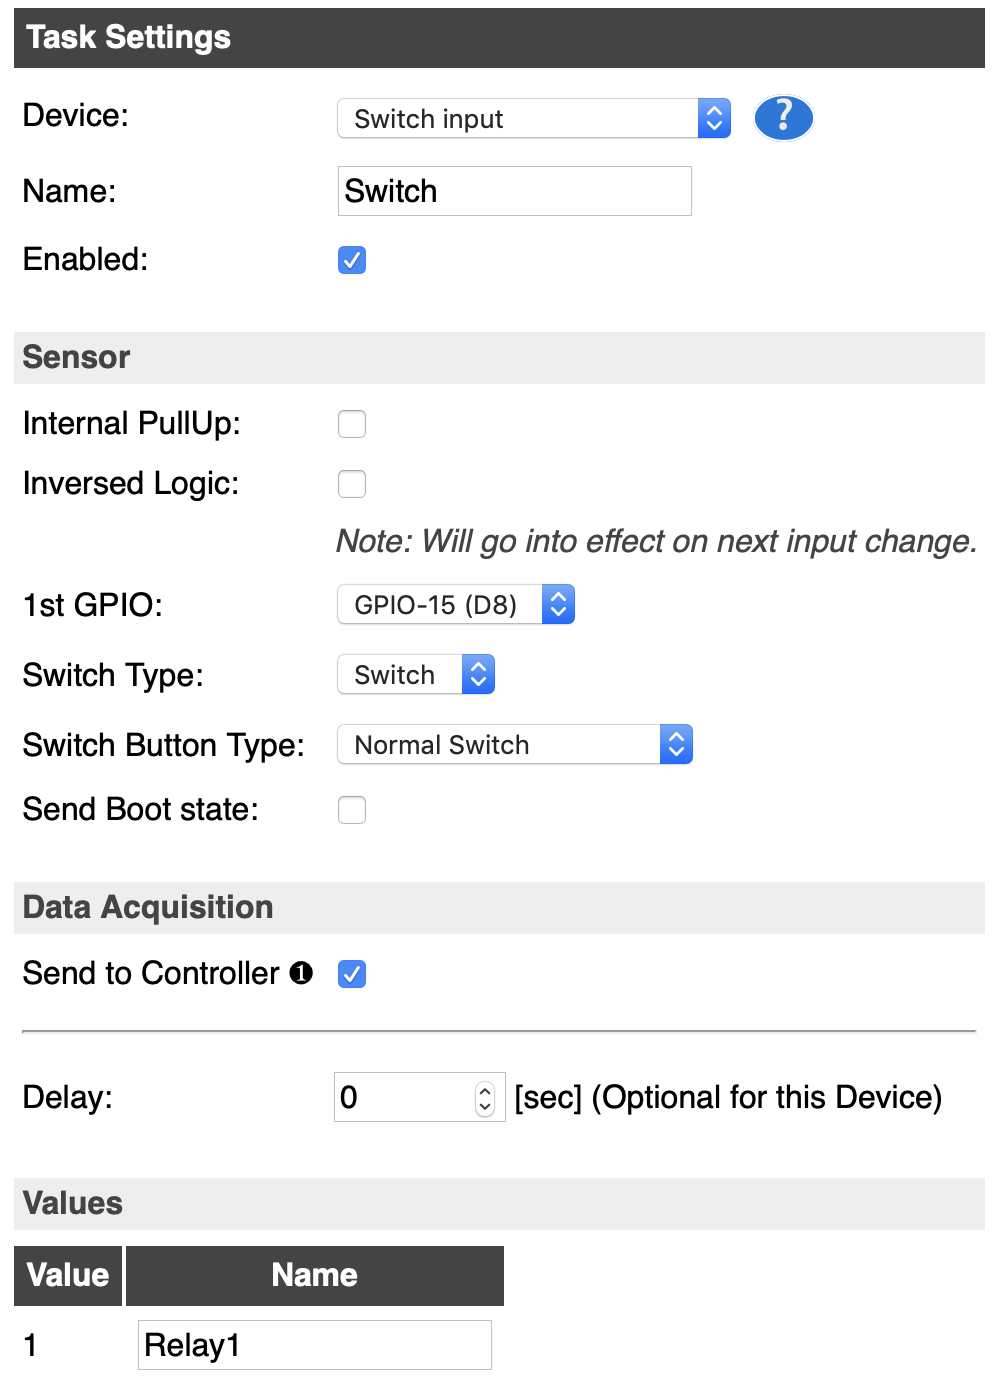 Task Settings
Device: Switch input ?
Name: Switch
Enabled:
Sensor
Internal PullUp:
Inversed Logic:
Note: Will go into effect on next input change.
1st GPIO: GPIO-15 (D8)
Switch Type: Switch
Switch Button Type: Normal Switch
Send Boot state:
Data Acquisition
Send to Controller ❶
Delay: 0 [sec] (Optional for this Device)
Values
Value Name
1 Relay1